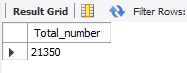 Result Grid Filter Rows:
Total_number
21350